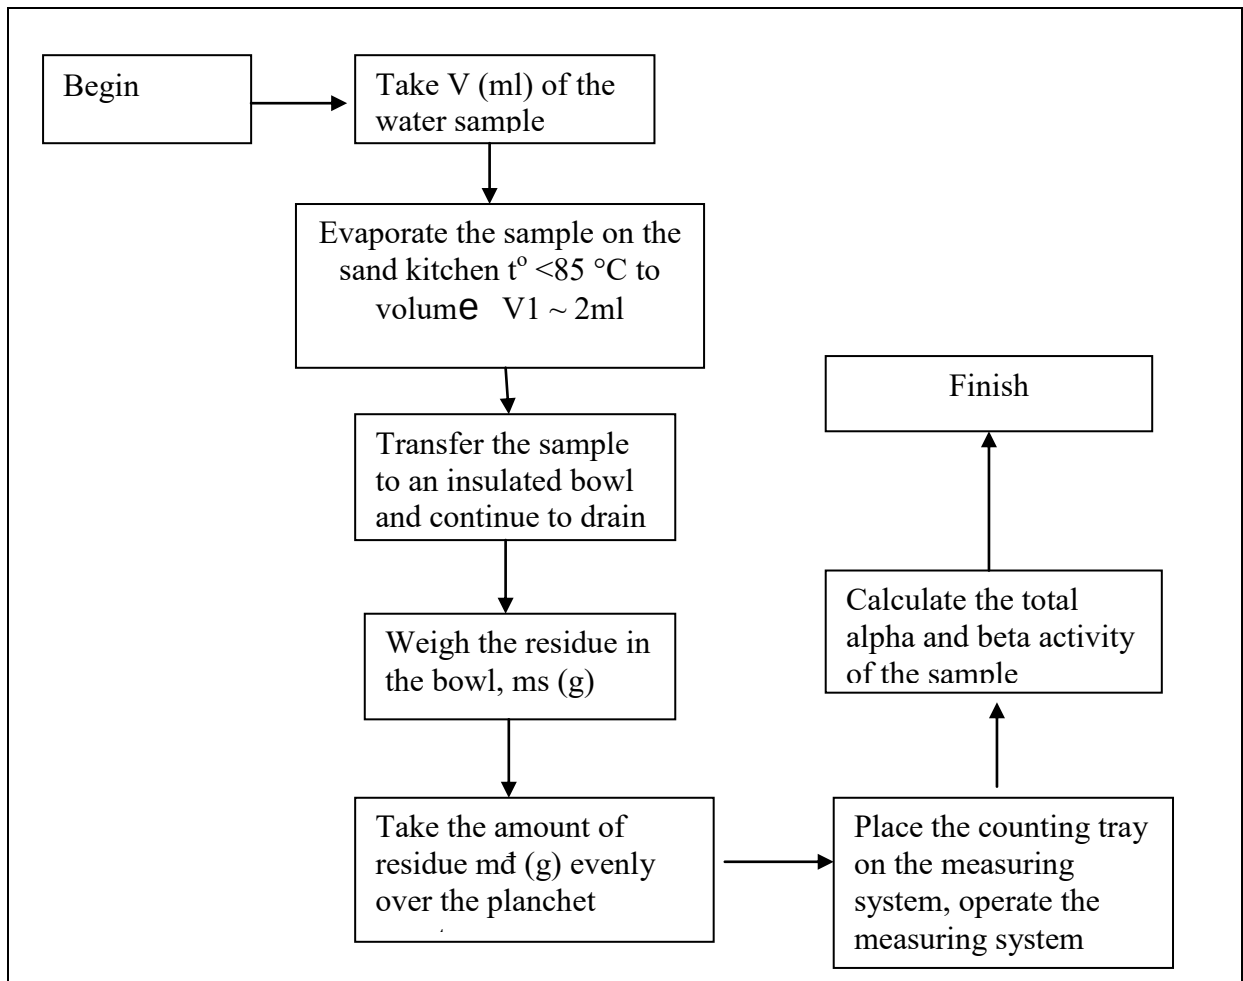 Begin
Take V (ml) of the
water sample
Evaporate the sample on the
sand kitchen tº <85 °C to
volume V1 ~ 2ml
Transfer the sample
to an insulated bowl
and continue to drain
Weigh the residue in
the bowl, ms (g)
Take the amount of
residue mđ (g) evenly
over the planchet
Place the counting tray
on the measuring
system, operate the
measuring system
Calculate the total
alpha and beta activity
of the sample
Finish